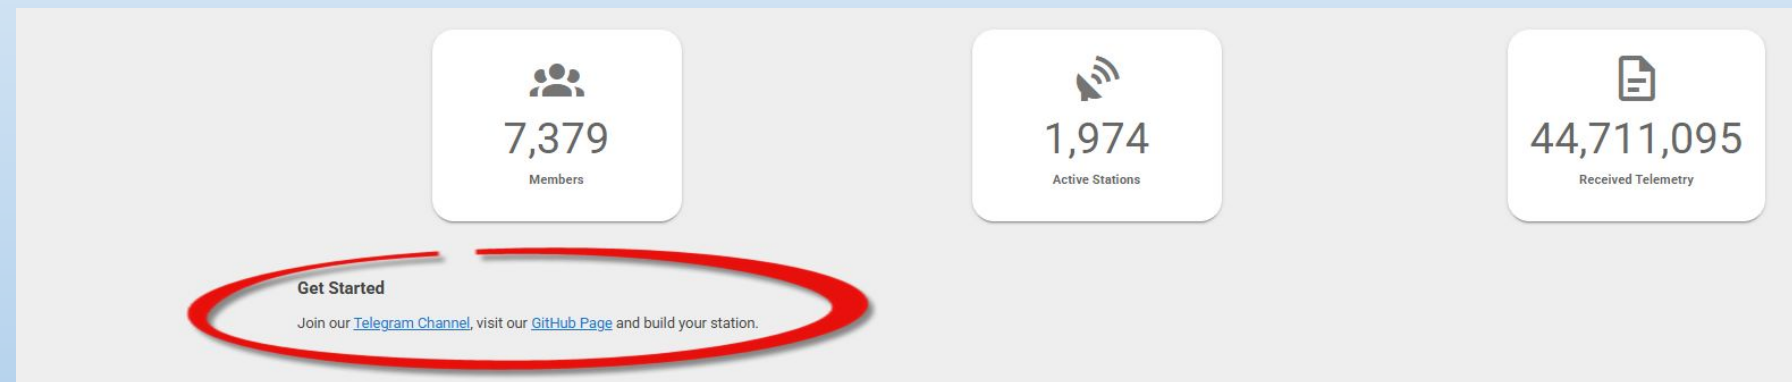 7,379
Members
1,974
Active Stations
44,711,095
Received Telemetry
Get Started
Join our Telegram Channel, visit our GitHub Page and build your station.